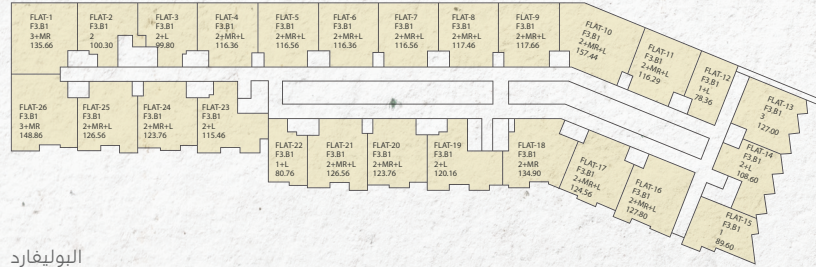 FLAT-1
F3.B1
3+MR
135.66
FLAT-2
F3.B1
2
100.30
FLAT-3
F3.B1
2+L
99.80
FLAT-4
F3.B1
2+MR+L
116.36
FLAT-5
F3.B1
2+MR+L
116.56
FLAT-6
F3.B1
2+MR+L
116.36
FLAT-7
F3.B1
2+MR+L
116.56
FLAT-8
F3.B1
2+MR+L
117.46
FLAT-9
F3.B1
2+MR+L
117.66
FLAT-10
F3.B1
2+MR+L
157.44
FLAT-11
F3.B1
2+MR+L
116.29
FLAT-12
F3.B1
1+L
78.36
FLAT-13
F3.B1
3
127.00
FLAT-14
F3.B1
2+L
108.60
FLAT-15
F3.B1
1
89.60
FLAT-16
F3.B1
2+MR+L
127.80
FLAT-17
F3.B1
2+MR+L
124.56
FLAT-18
F3.B1
2+MR
134.90
FLAT-19
F3.B1
2+L
120.16
FLAT-20
F3.B1
2+MR+L
123.76
FLAT-21
F3.B1
2+MR+L
126.56
FLAT-22
F3.B1
1+L
80.76
FLAT-23
F3.B1
2+L
115.46
FLAT-24
F3.B1
2+MR+L
123.76
FLAT-25
F3.B1
2+MR+L
126.56
FLAT-26
F3.B1
3+MR
148.86
البوليفارد